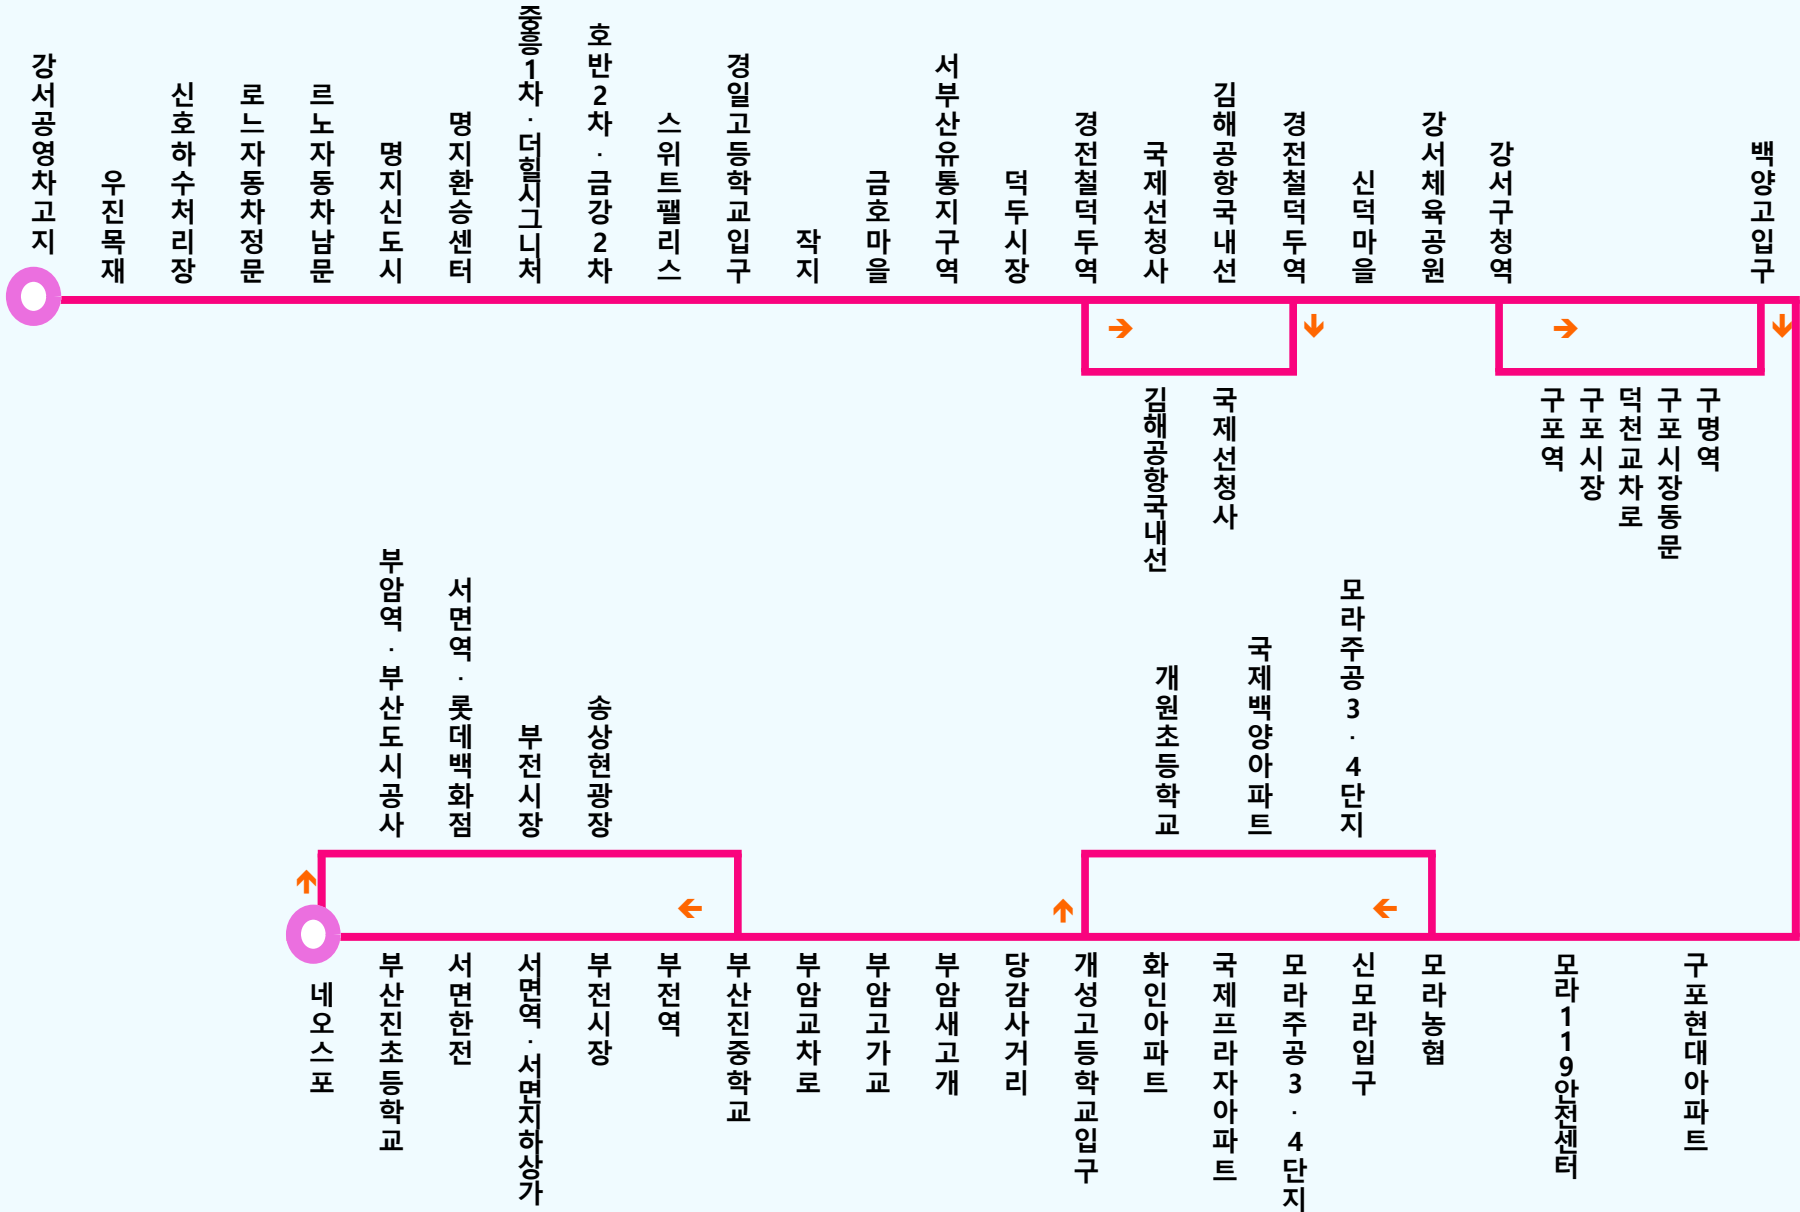 강서공영차고지
우진목재
신호하수처리장
로느자동차정문
르노자동차남문
명지신도시
명지환승센터
중흥1차·더힐시그니처
호반2차·금강2차
스위트팰리스
경일고등학교입구
작지
금호마을
서부산유통지구역
덕두시장
경전철덕두역
국제선청사
김해공항국내선
경전철덕두역
신덕마을
강서체육공원
강서구청역
백양고입구
김해공항국내선
국제선청사
구포역
구포시장
덕천교차로
구포시장동문
구명역
부암역·부산도시공사
서면역·롯데백화점
부전시장
송상현광장
개원초등학교
국제백양아파트
모라주공3·4단지
네오스포
부산진초등학교
서면한전
서면역·서면지하상가
부전시장
부전역
부산진중학교
부암교차로
부암고가교
부암새고개
당감사거리
개성고등학교입구
화인아파트
국제프라자아파트
모라주공3·4단지
신모라입구
모라농협
모라119안전센터
구포현대아파트